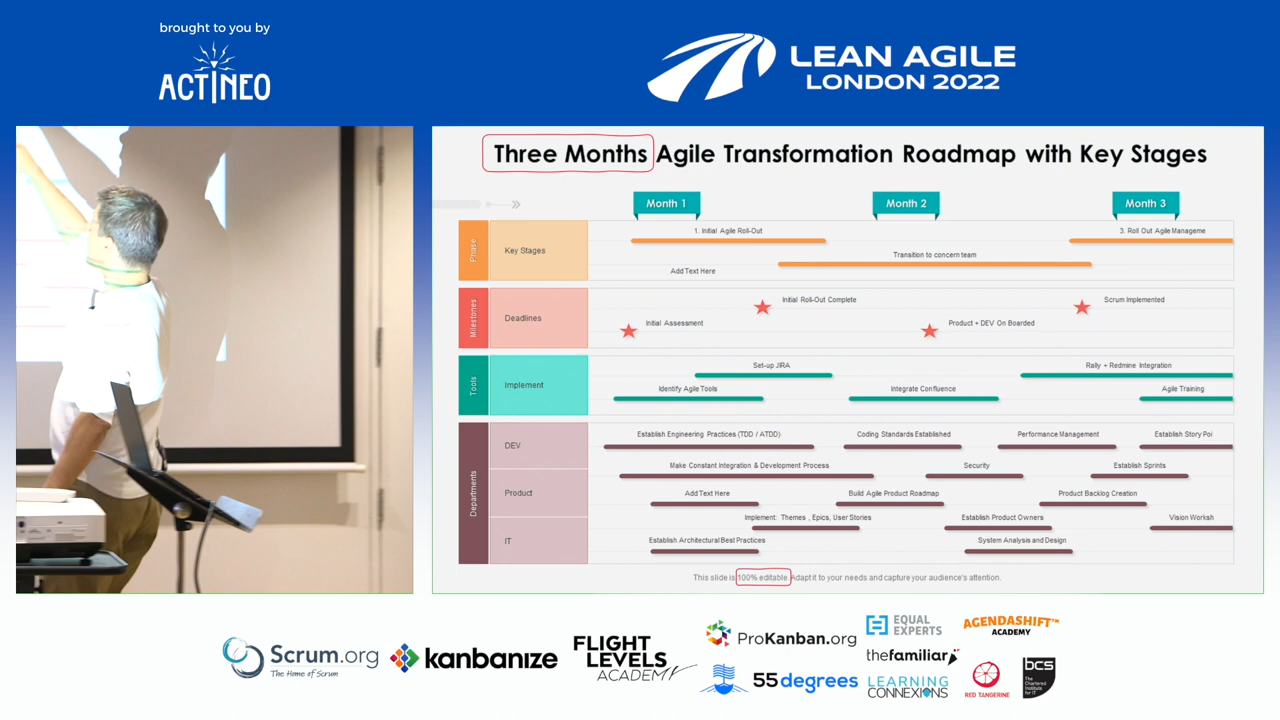 brought to you by
ACTINEO
LEAN AGILE
LONDON 2022
Three Months Agile Transformation Roadmap with Key Stages
Month 1
Month 2
Month 3
Phase
Key Stages
1. Initial Agile Roll-Out
3. Roll Out Agile Manageme
Transition to concern team
Add Text Here
Milestones
Deadlines
Initial Roll-Out Complete
Scrum Implemented
Initial Assessment
Product + DEV On Boarded
Tools
Implement
Set-up JIRA
Rally + Redmine Integration
Identify Agile Tools
Integrate Confluence
Agile Training
Departments
DEV
Establish Engineering Practices (TDD / ATDD)
Coding Standards Established
Performance Management
Establish Story Poi
Make Constant Integration & Development Process
Security
Establish Sprints
Product
Add Text Here
Build Agile Product Roadmap
Product Backlog Creation
Implement: Themes , Epics, User Stories
Establish Product Owners
Vision Worksh
IT
Establish Architectural Best Practices
System Analysis and Design
This slide is 100% editable. Adapt it to your needs and capture your audience's attention.
Scrum.org
The Home of Scrum
kanbanize
FLIGHT
LEVELS
ACADEMY
ProKanban.org
55degrees
EQUAL
EXPERTS
thefamiliar
LEARNING
CONNEXIONS
AGENDASHIFT™
ACADEMY
RED TANGERINE
bcs
The
Chartered
Institute
for IT